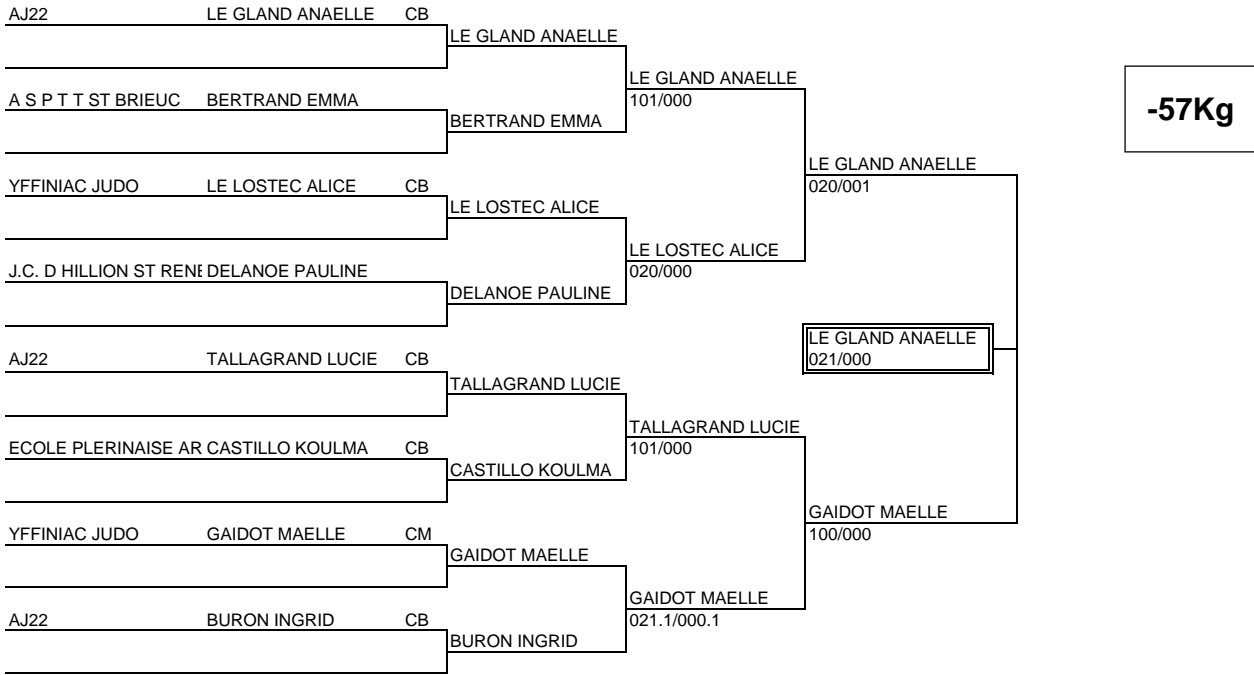 AJ22 LE GLAND ANAELLE CB
LE GLAND ANAELLE
LE GLAND ANAELLE
101/000
-57Kg
A S P T T ST BRIEUC BERTRAND EMMA
BERTRAND EMMA
LE GLAND ANAELLE
020/001
YFFINIAC JUDO LE LOSTEC ALICE CB
LE LOSTEC ALICE
LE LOSTEC ALICE
020/000
J.C. D HILLION ST RENE DELANOE PAULINE
DELANOE PAULINE
LE GLAND ANAELLE
021/000
AJ22 TALLAGRAND LUCIE CB
TALLAGRAND LUCIE
TALLAGRAND LUCIE
101/000
ECOLE PLERINAISE AR CASTILLO KOULMA CB
CASTILLO KOULMA
GAIDOT MAELLE
100/000
YFFINIAC JUDO GAIDOT MAELLE CM
GAIDOT MAELLE
GAIDOT MAELLE
021.1/000.1
AJ22 BURON INGRID CB
BURON INGRID